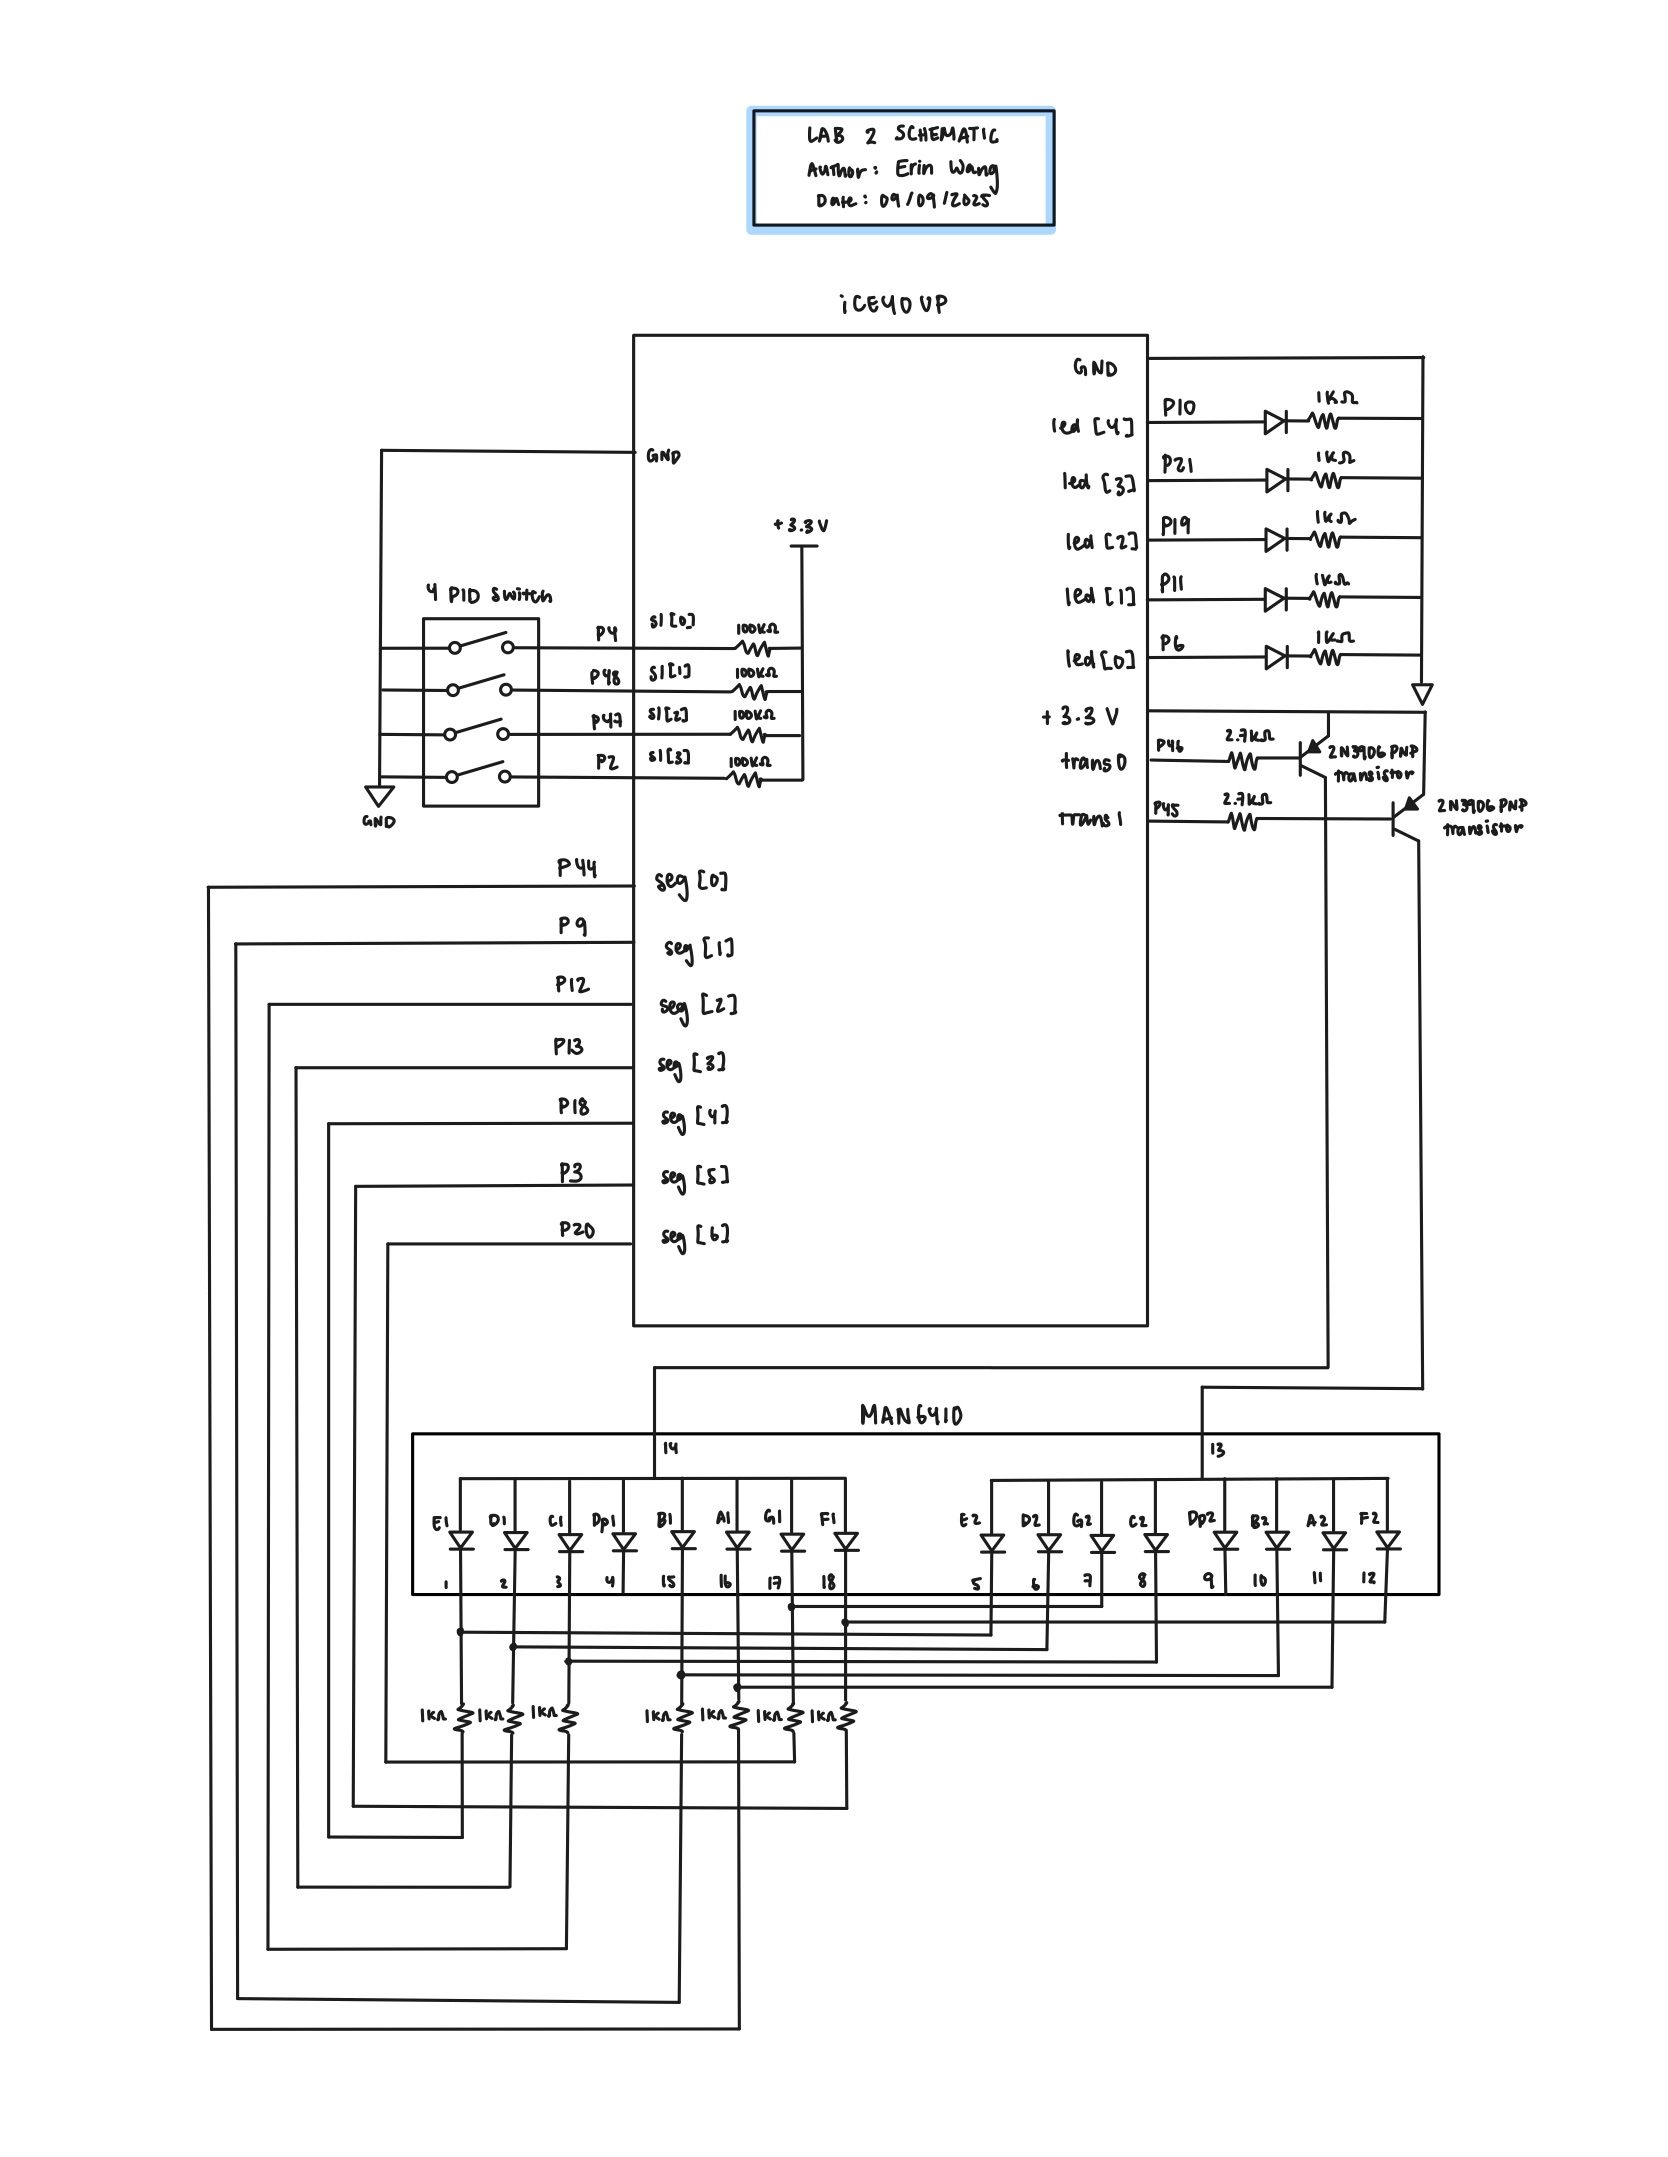 LAB 2 SCHEMATIC
Author: Erin Wang
Date: 09/09/2025
iCE40UP
GND
led [4]
P10
1KΩ
led [3]
P21
1KΩ
led [2]
P19
1KΩ
led [1]
P11
1KΩ
led [0]
P6
1KΩ
GND
+3.3V
4 PID Switch
P4
s1[0]
100KΩ
P48
s1[1]
100KΩ
P47
s1[2]
100KΩ
P2
s1[3]
100KΩ
GND
+3.3 V
trans0
P46
2.7KΩ
2N3906 PNP
transistor
trans1
P45
2.7KΩ
2N3906 PNP
transistor
P44
seg [0]
P9
seg [1]
P12
seg [2]
P13
seg [3]
P18
seg [4]
P3
seg [5]
P20
seg [6]
MAN6410
14
13
E1 D1 C1 Dp1 B1 A1 G1 F1
E2 D2 G2 C2 Dp2 B2 A2 F2
1 2 3 4 15 16 17 18
5 6 7 8 9 10 11 12
1KΩ 1KΩ 1KΩ 1KΩ 1KΩ 1KΩ 1KΩ